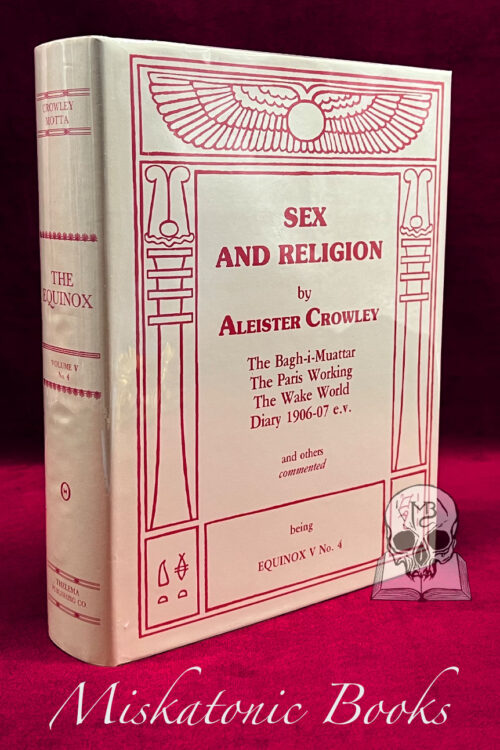 CROWLEY
MOTTA
THE
EQUINOX
VOLUME V
No. 4
THELEMA
PUBLISHING CO
SEX
AND RELIGION
by
ALEISTER CROWLEY
The Bagh-i-Muattar
The Paris Working
The Wake World
Diary 1906-07 e.v.
and others
commented
being
EQUINOX V No. 4
MBC
Miskatonic Books